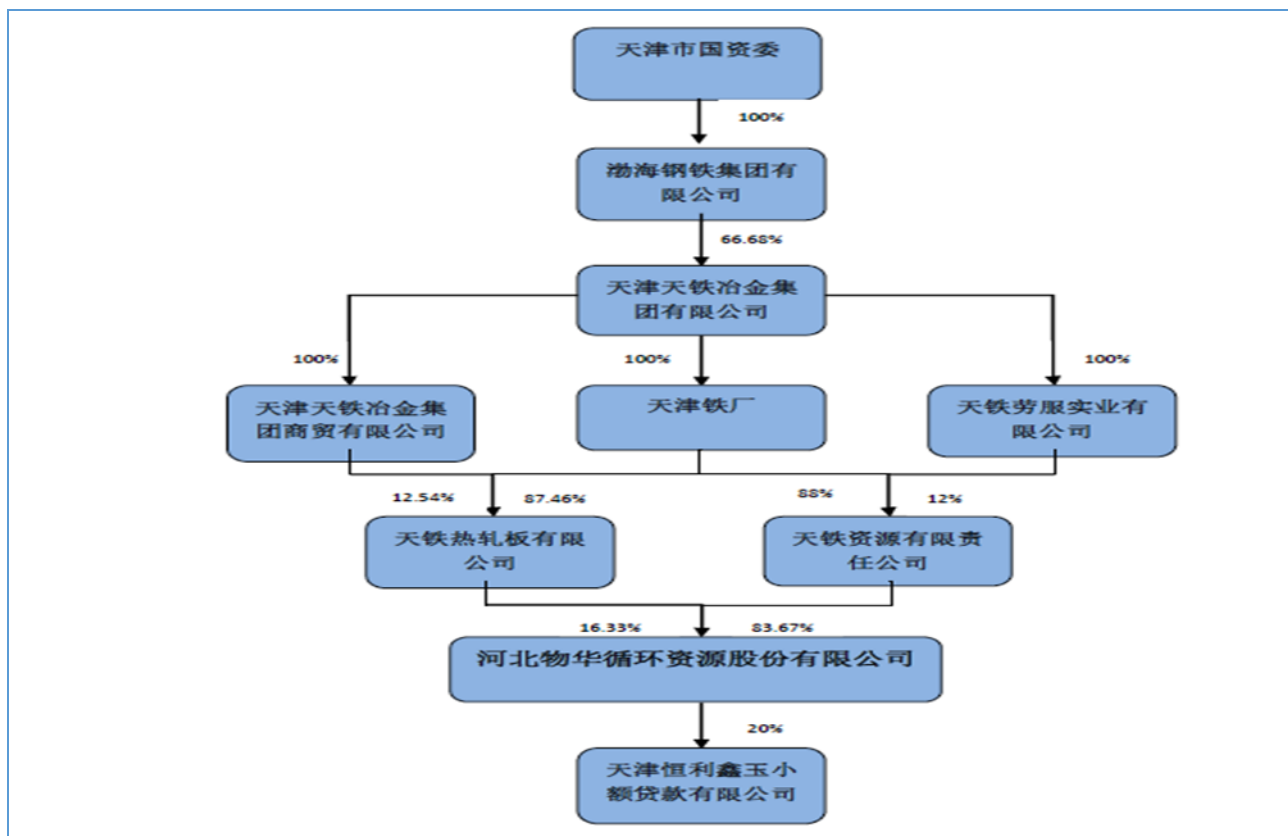 天津市国资委
100%
渤海钢铁集团有
限公司
66.68%
天津天铁冶金集
团有限公司
100%
100%
100%
天津天铁冶金集
团商贸有限公司
天津铁厂
天铁劳服实业有
限公司
12.54%
87.46%
88%
12%
天铁热轧板有限
公司
天铁资源有限责
任公司
16.33%
83.67%
河北物华循环资源股份有限公司
20%
天津恒利鑫玉小
额贷款有限公司